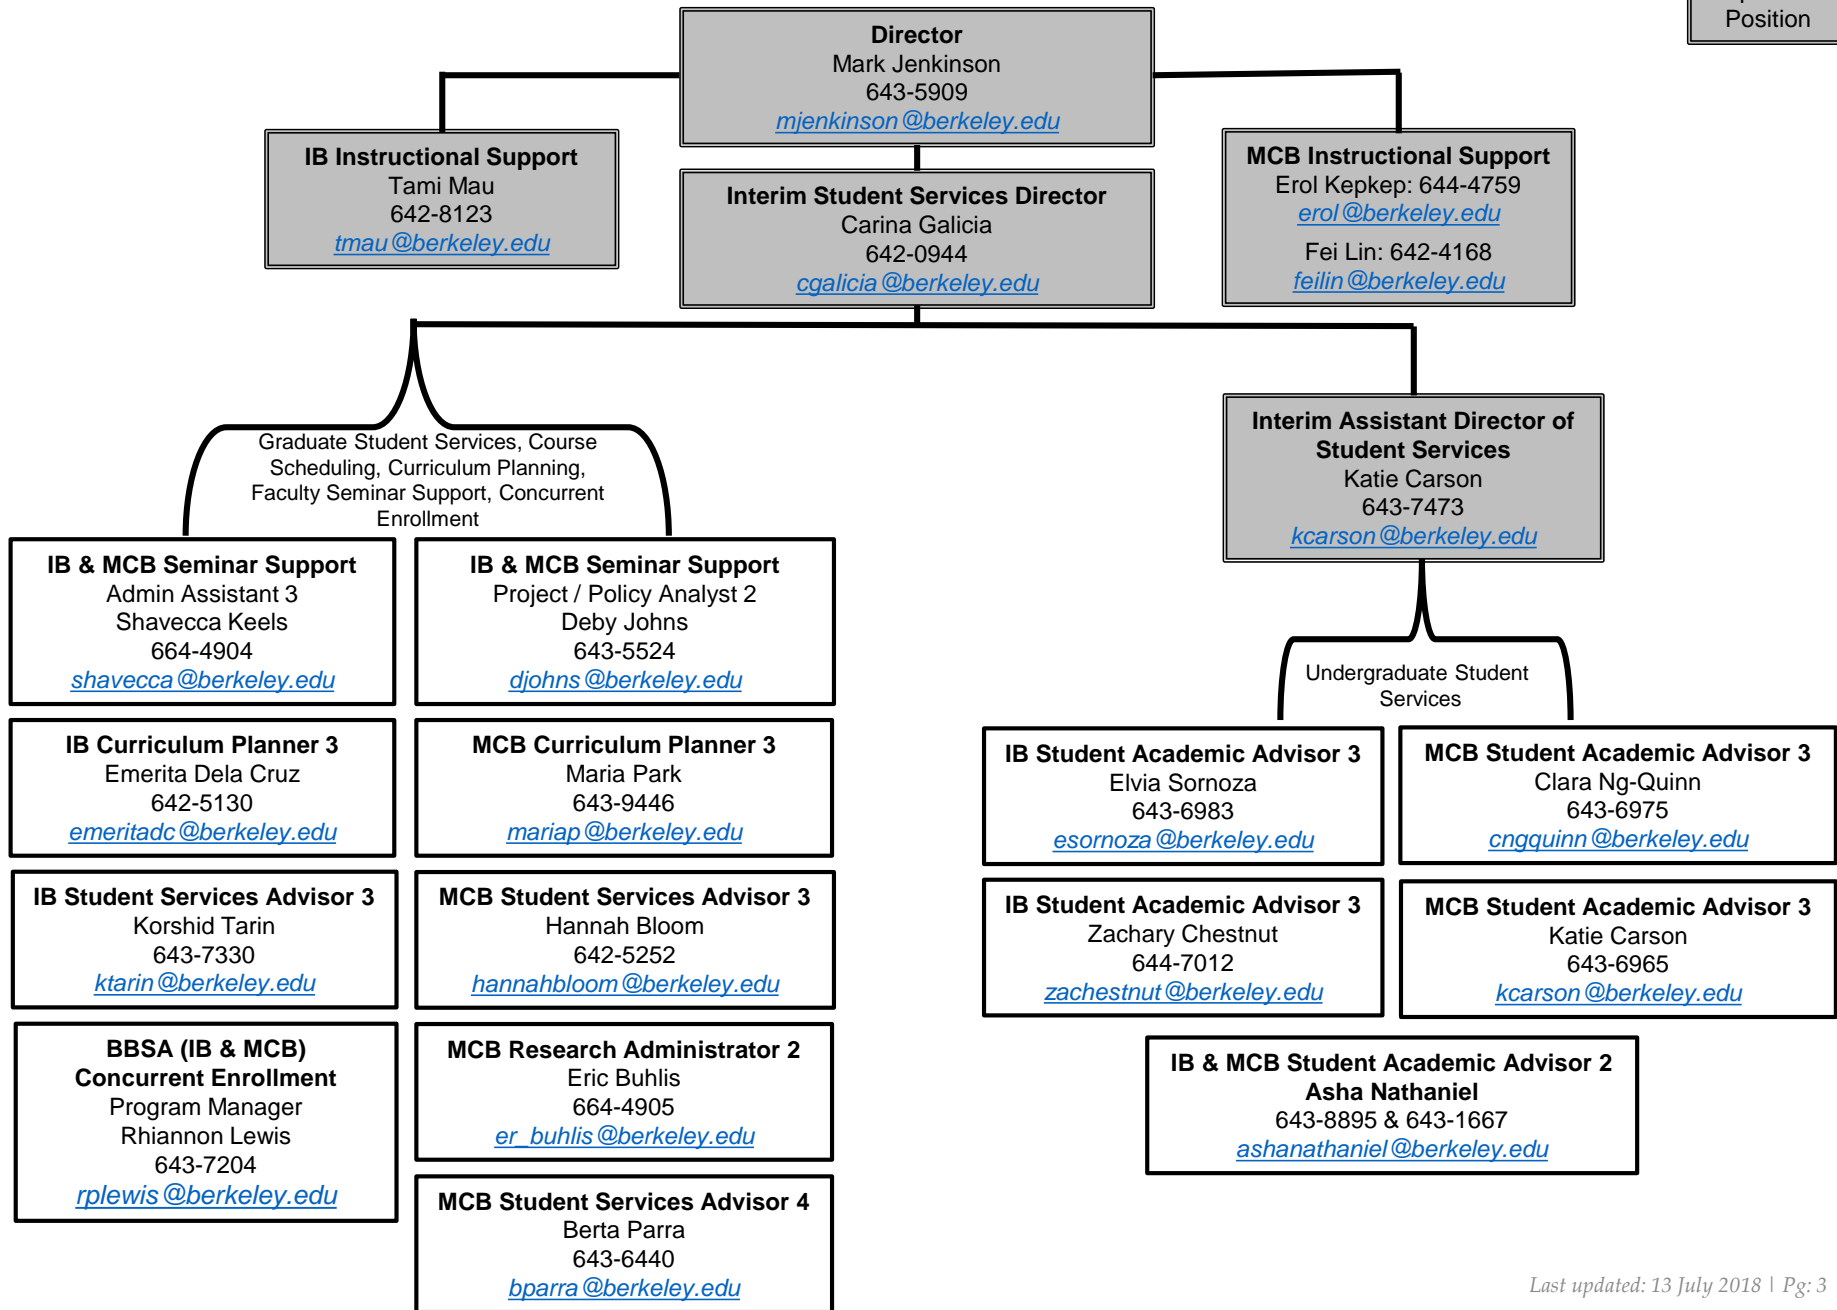 Position
Director
Mark Jenkinson
643-5909
mjenkinson@berkeley.edu
IB Instructional Support
Tami Mau
642-8123
tmau@berkeley.edu
Interim Student Services Director
Carina Galicia
642-0944
cgalicia@berkeley.edu
MCB Instructional Support
Erol Kepkep: 644-4759
erol@berkeley.edu
Fei Lin: 642-4168
feilin@berkeley.edu
Graduate Student Services, Course
Scheduling, Curriculum Planning,
Faculty Seminar Support, Concurrent
Enrollment
IB & MCB Seminar Support
Admin Assistant 3
Shavecca Keels
664-4904
shavecca@berkeley.edu
IB & MCB Seminar Support
Project / Policy Analyst 2
Deby Johns
643-5524
djohns@berkeley.edu
IB Curriculum Planner 3
Emerita Dela Cruz
642-5130
emeritadc@berkeley.edu
MCB Curriculum Planner 3
Maria Park
643-9446
mariap@berkeley.edu
IB Student Services Advisor 3
Korshid Tarin
643-7330
ktarin@berkeley.edu
MCB Student Services Advisor 3
Hannah Bloom
642-5252
hannahbloom@berkeley.edu
BBSA (IB & MCB)
Concurrent Enrollment
Program Manager
Rhiannon Lewis
643-7204
rplewis@berkeley.edu
MCB Research Administrator 2
Eric Buhlis
664-4905
er_buhlis@berkeley.edu
MCB Student Services Advisor 4
Berta Parra
643-6440
bparra@berkeley.edu
Interim Assistant Director of
Student Services
Katie Carson
643-7473
kcarson@berkeley.edu
Undergraduate Student
Services
IB Student Academic Advisor 3
Elvia Sornoza
643-6983
esornoza@berkeley.edu
MCB Student Academic Advisor 3
Clara Ng-Quinn
643-6975
cngquinn@berkeley.edu
IB Student Academic Advisor 3
Zachary Chestnut
644-7012
zachestnut@berkeley.edu
MCB Student Academic Advisor 3
Katie Carson
643-6965
kcarson@berkeley.edu
IB & MCB Student Academic Advisor 2
Asha Nathaniel
643-8895 & 643-1667
ashanathaniel@berkeley.edu
Last updated: 13 July 2018 | Pg: 3